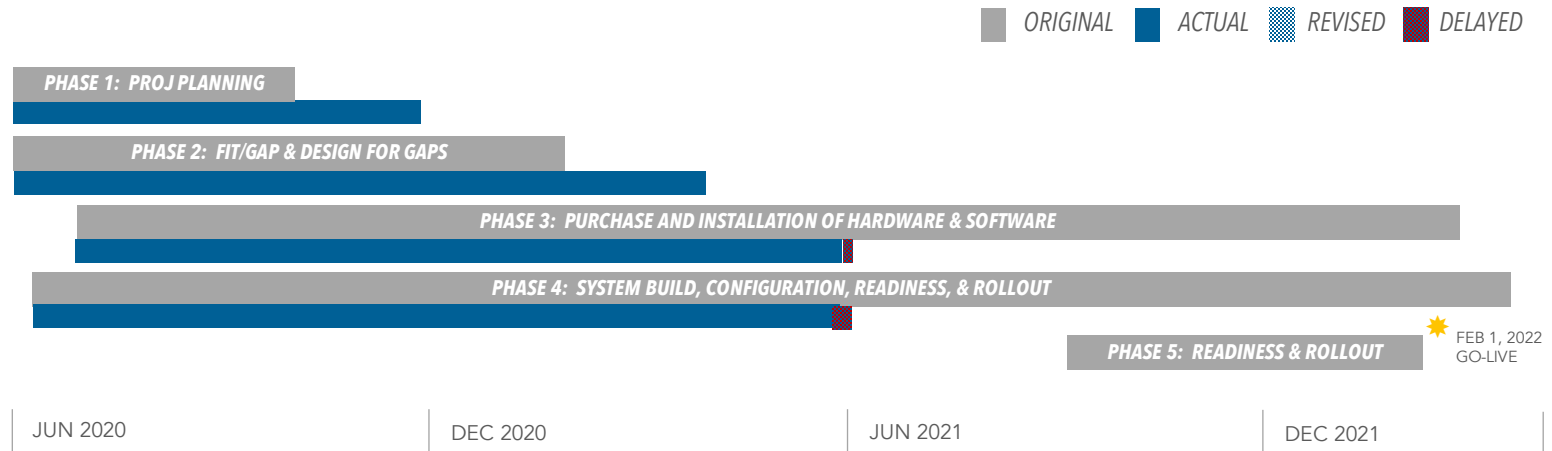 ORIGINAL ACTUAL REVISED DELAYED
PHASE 1: PROJ PLANNING
PHASE 2: FIT/GAP & DESIGN FOR GAPS
PHASE 3: PURCHASE AND INSTALLATION OF HARDWARE & SOFTWARE
PHASE 4: SYSTEM BUILD, CONFIGURATION, READINESS, & ROLLOUT
PHASE 5: READINESS & ROLLOUT
FEB 1, 2022
GO-LIVE
JUN 2020 DEC 2020 JUN 2021 DEC 2021